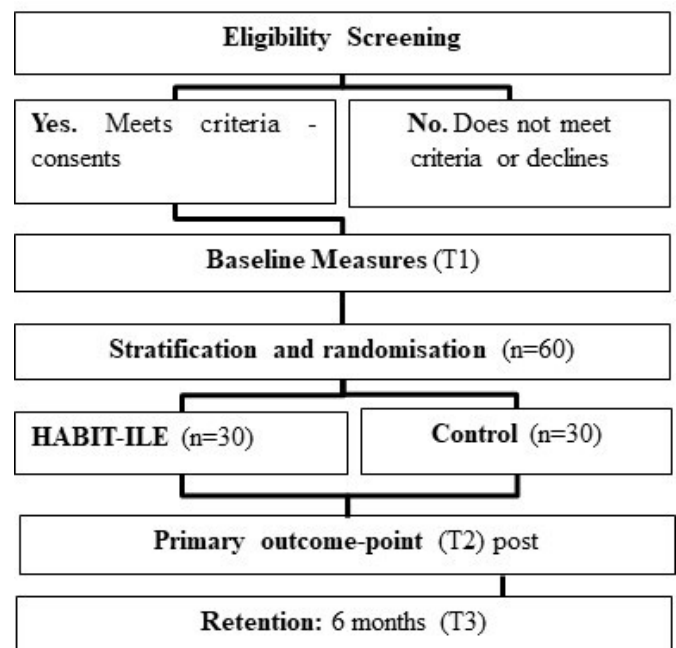 Eligibility Screening
Yes. Meets criteria -
consents
No. Does not meet
criteria or declines
Baseline Measures (T1)
Stratification and randomisation (n=60)
HABIT-ILE (n=30)
Control (n=30)
Primary outcome-point (T2) post
Retention: 6 months (T3)